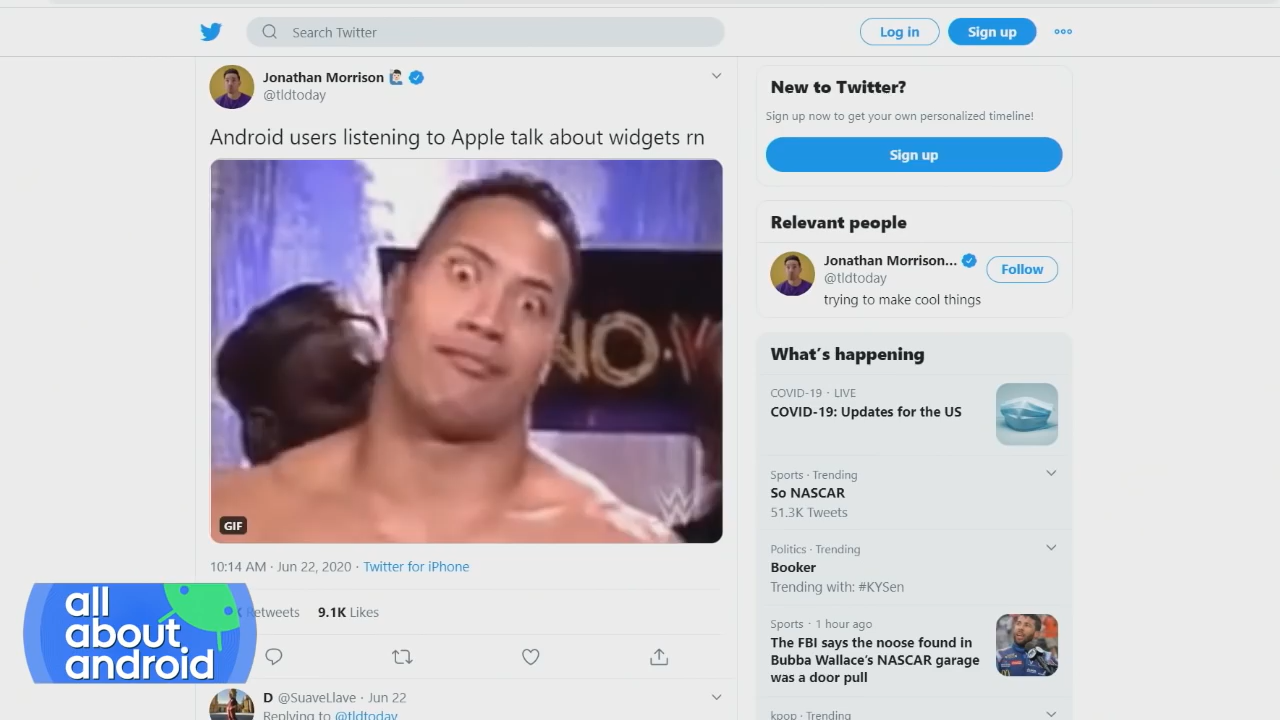 Search Twitter
Log in
Sign up
Jonathan Morrison
@tldtoday
Android users listening to Apple talk about widgets rn
NO
W
GIF
10:14 AM · Jun 22, 2020 · Twitter for iPhone
Retweets 9.1K Likes
D @SuaveLlave · Jun 22
Replying to @tldtoday
New to Twitter?
Sign up now to get your own personalized timeline!
Sign up
Relevant people
Jonathan Morrison...
@tldtoday
Follow
trying to make cool things
What's happening
COVID-19 · LIVE
COVID-19: Updates for the US
Sports · Trending
So NASCAR
51.3K Tweets
Politics · Trending
Booker
Trending with: #KYSen
Sports · 1 hour ago
The FBI says the noose found in
Bubba Wallace's NASCAR garage
was a door pull
kpop · Trending
all
about
android